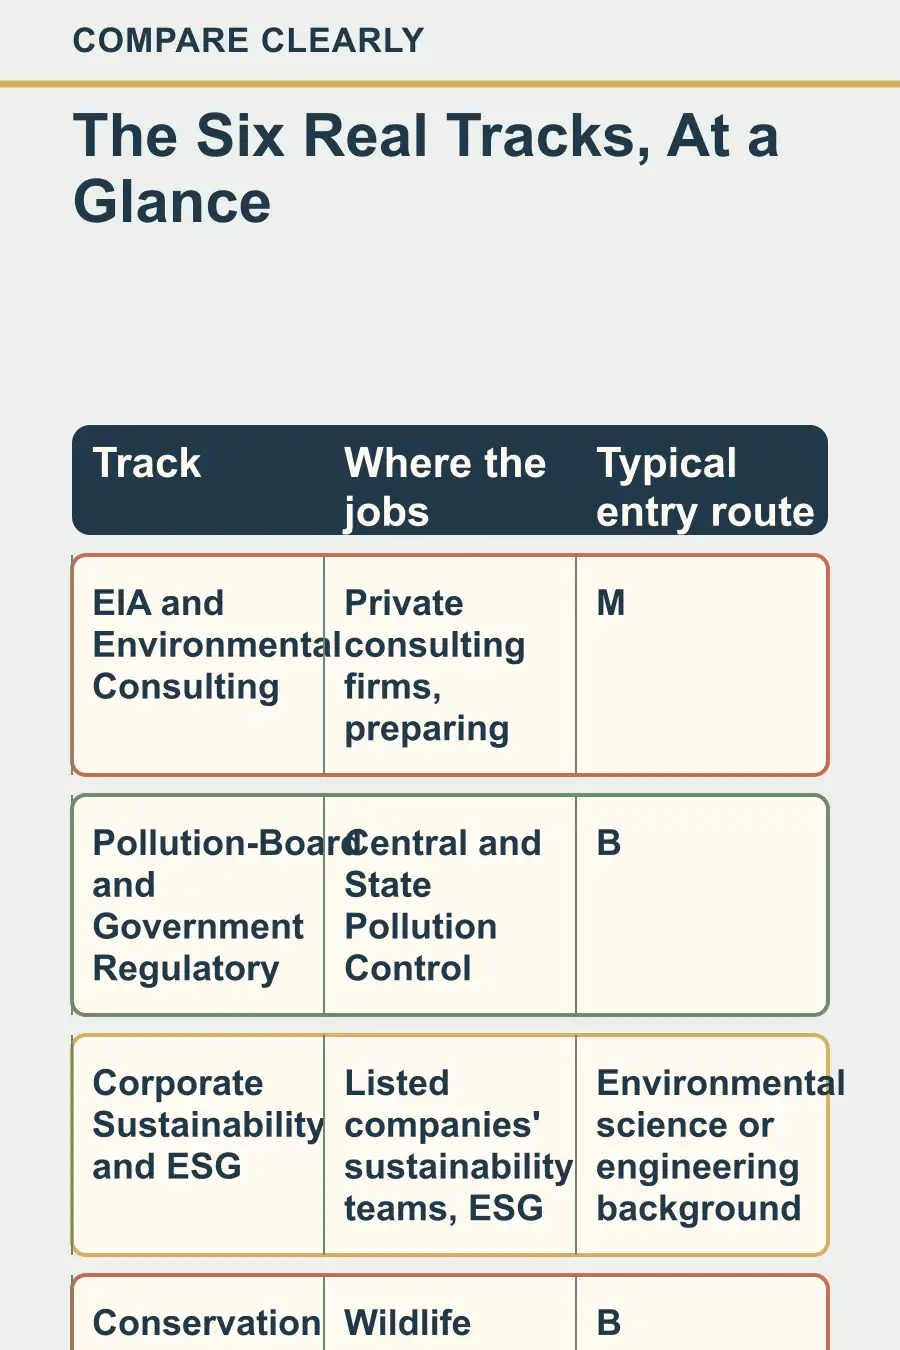 COMPARE CLEARLY
The Six Real Tracks, At a
Glance
Track
Where the
jobs
Typical
entry route
EIA and
Environmental
Consulting
Private
consulting
firms,
preparing
M
Pollution-Board
and
Government
Regulatory
Central and
State
Pollution
Control
B
Corporate
Sustainability
and ESG
Listed
companies'
sustainability
teams, ESG
Environmental
science or
engineering
background
Conservation
Wildlife
B